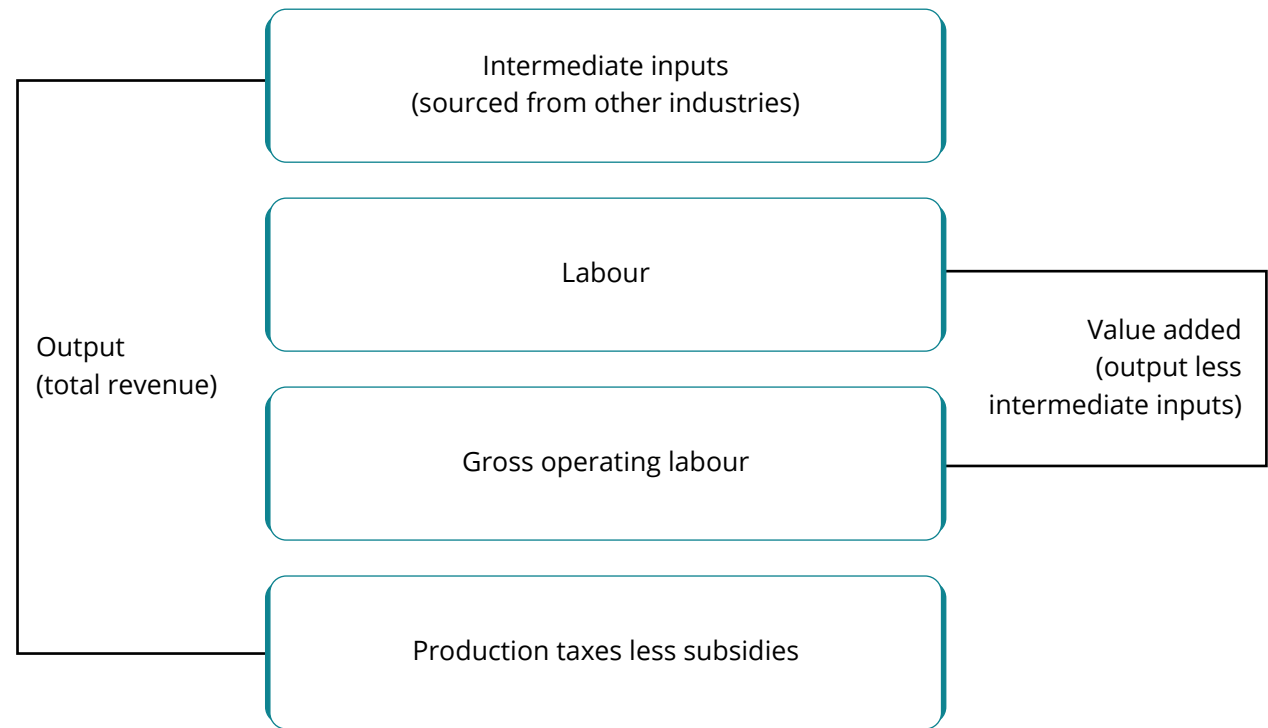 Intermediate inputs
(sourced from other industries)
Labour
Output
(total revenue)
Value added
(output less
intermediate inputs)
Gross operating labour
Production taxes less subsidies